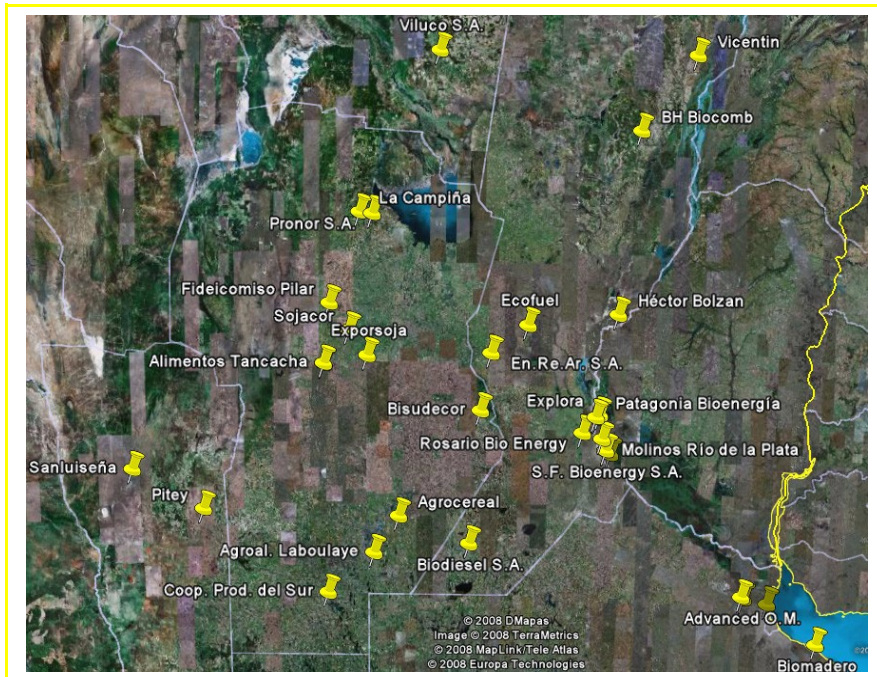 Viluco S.A.
Vicentin
BH Biocomb
La Campiña
Pronor S.A.
Fideicomiso Pilar
Ecofuel
Héctor Bolzan
Sojacor
Exporsoja
Alimentos Tancacha
En.Re.Ar. S.A.
Explora
Patagonia Bioenergía
Bisudecor
Rosario Bio Energy
Molinos Río de la Plata
Sanluiseña
S.F. Bioenergy S.A.
Pitey
Agrocereal
Agroal. Laboulaye
Biodiesel S.A.
Coop. Prod. del Sur
Advanced O.M.
© 2008 DMapas
Image © 2008 TerraMetrics
© 2008 MapLink/Tele Atlas
© 2008 Europa Technologies
Biomadero